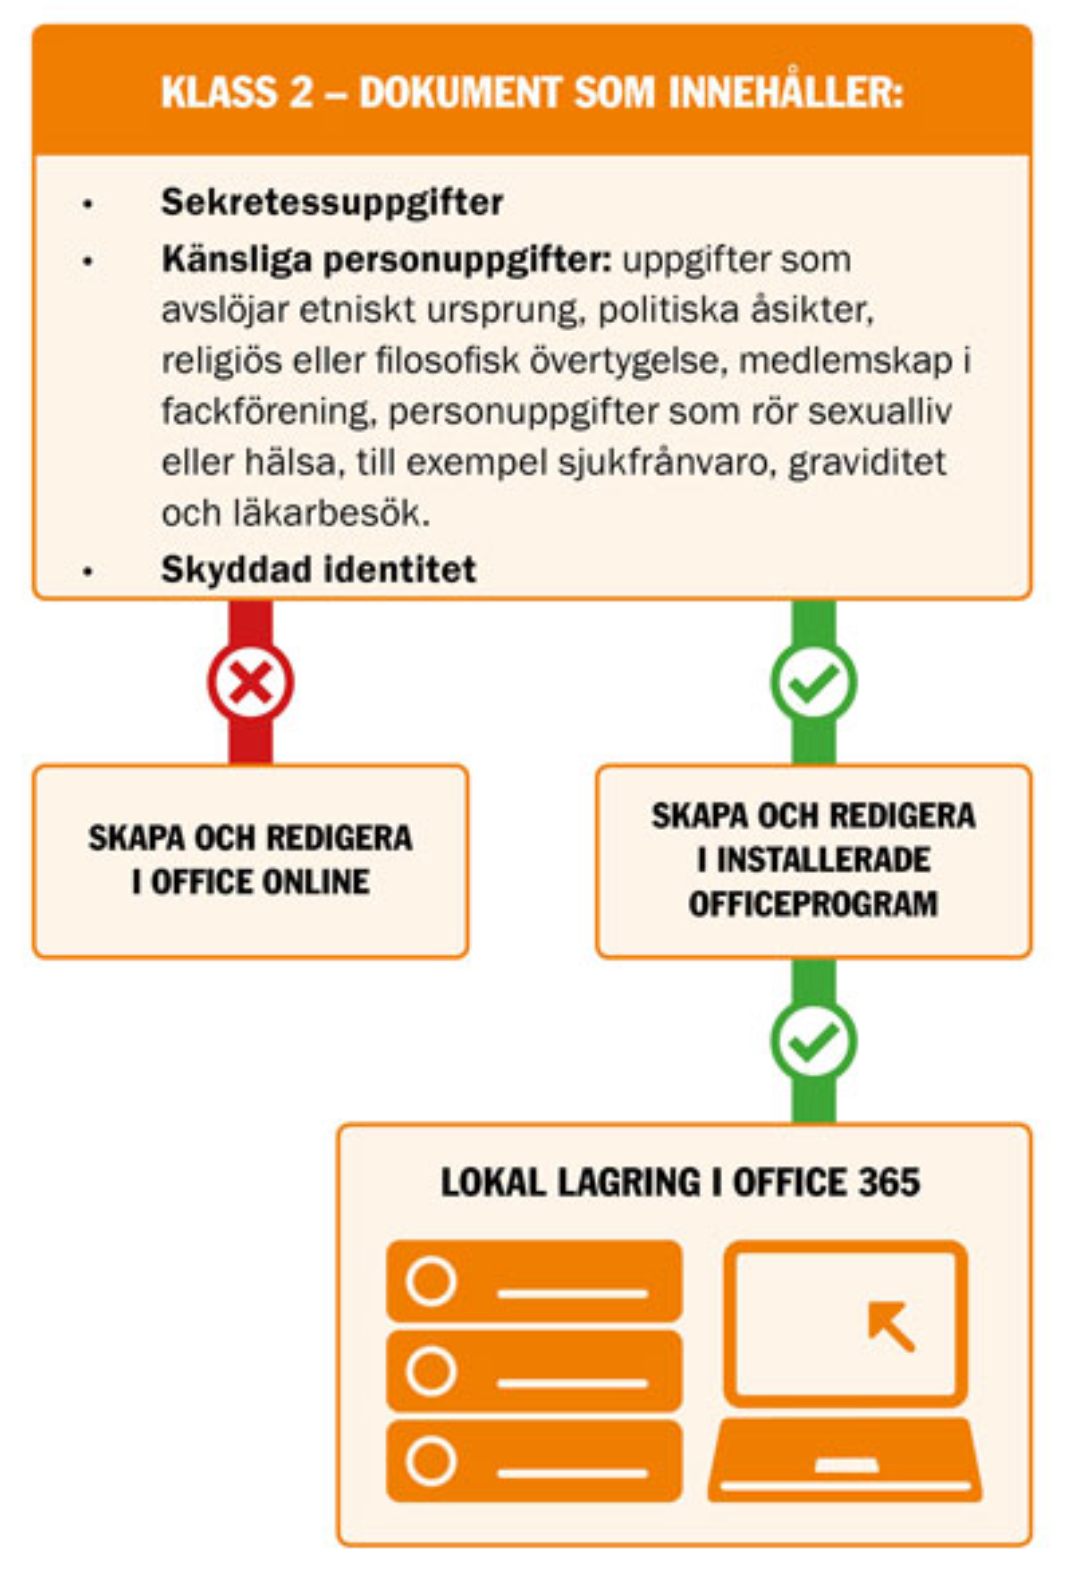 KLASS 2 – DOKUMENT SOM INNEHÅLLER:
• Sekretessuppgifter
• Känsliga personuppgifter: uppgifter som
avslöjar etniskt ursprung, politiska åsikter,
religiös eller filosofisk övertygelse, medlemskap i
fackförening, personuppgifter som rör sexualliv
eller hälsa, till exempel sjukfrånvaro, graviditet
och läkarbesök.
• Skyddad identitet
SKAPA OCH REDIGERA
I OFFICE ONLINE
SKAPA OCH REDIGERA
I INSTALLERADE
OFFICEPROGRAM
LOKAL LAGRING I OFFICE 365